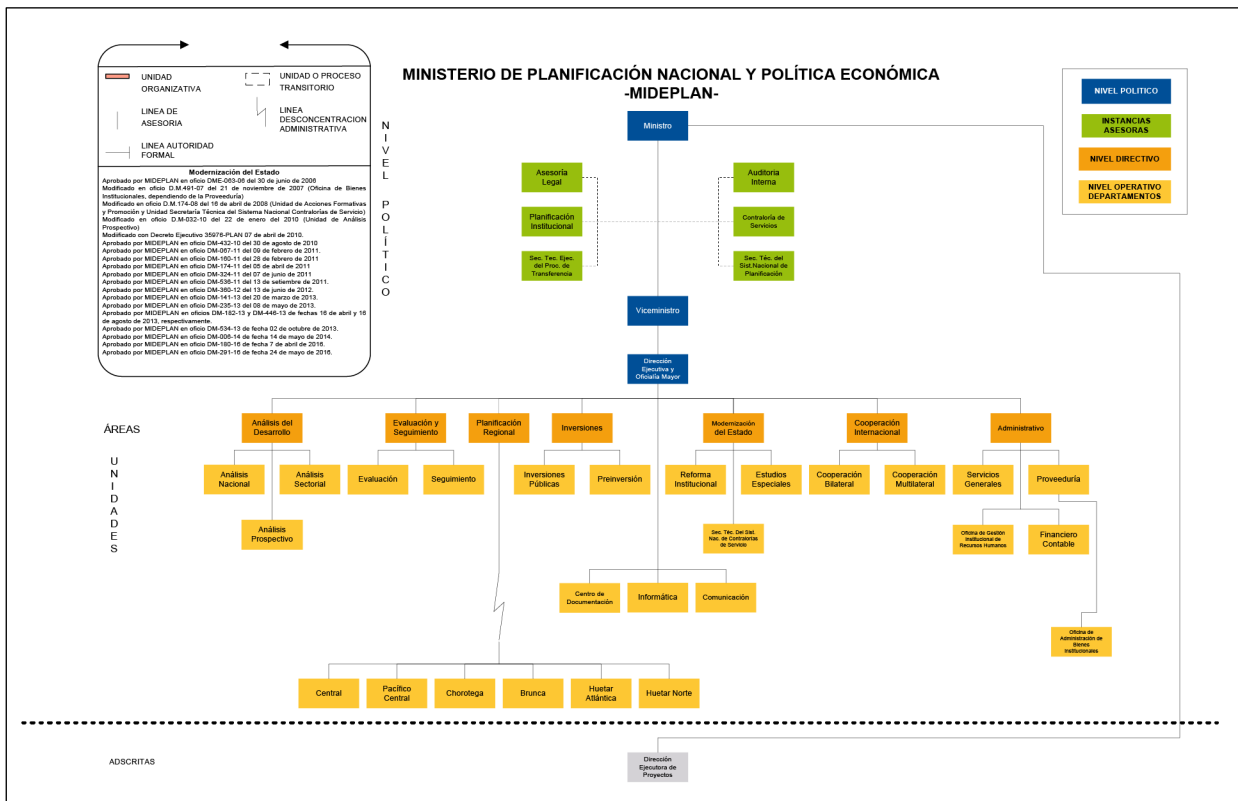 MINISTERIO DE PLANIFICACIÓN NACIONAL Y POLÍTICA ECONÓMICA
-MIDEPLAN-
UNIDAD
ORGANIZATIVA
UNIDAD O PROCESO
TRANSITORIO
LINEA DE
ASESORIA
LINEA
DESCONCENTRACION
ADMINISTRATIVA
LINEA AUTORIDAD
FORMAL
Modernización del Estado
Aprobado por MIDEPLAN en oficio DME-063-06 del 30 de junio de 2006
Modificado en oficio D.M.491-07 del 21 de noviembre de 2007 (Oficina de Bienes
Institucionales, dependiendo de la Proveeduría)
Modificado en oficio D.M.174-08 del 16 de abril de 2008 (Unidad de Acciones Formativas
y Promoción y Unidad Secretaría Técnica del Sistema Nacional Contralorías de Servicio)
Modificado en oficio D.M-032-10 del 22 de enero del 2010 (Unidad de Análisis
Prospectivo)
Modificado con Decreto Ejecutivo 35976-PLAN 07 de abril de 2010.
Aprobado por MIDEPLAN en oficio DM-432-10 del 30 de agosto de 2010
Aprobado por MIDEPLAN en oficio DM-067-11 del 09 de febrero de 2011.
Aprobado por MIDEPLAN en oficio DM-160-11 del 28 de febrero de 2011
Aprobado por MIDEPLAN en oficio DM-174-11 del 05 de abril de 2011
Aprobado por MIDEPLAN en oficio DM-324-11 del 07 de junio de 2011
Aprobado por MIDEPLAN en oficio DM-536-11 del 13 de setiembre de 2011.
Aprobado por MIDEPLAN en oficio DM-360-12 del 13 de junio de 2012.
Aprobado por MIDEPLAN en oficio DM-141-13 del 20 de marzo de 2013.
Aprobado por MIDEPLAN en oficio DM-235-13 del 08 de mayo de 2013.
Aprobado por MIDEPLAN en oficios DM-182-13 y DM-446-13 de fechas 16 de abril y 16
de agosto de 2013, respectivamente.
Aprobado por MIDEPLAN en oficio DM-534-13 de fecha 02 de octubre de 2013.
Aprobado por MIDEPLAN en oficio DM-006-14 de fecha 14 de mayo de 2014.
Aprobado por MIDEPLAN en oficio DM-180-16 de fecha 7 de abril de 2016.
Aprobado por MIDEPLAN en oficio DM-291-16 de fecha 24 de mayo de 2016.
NIVEL POLÍTICO
NIVEL POLITICO
INSTANCIAS
ASESORAS
NIVEL DIRECTIVO
NIVEL OPERATIVO
DEPARTAMENTOS
Ministro
Asesoría
Legal
Auditoria
Interna
Planificación
Institucional
Contraloría de
Servicios
Sec. Tec. Ejec.
del Proc. de
Transferencia
Sec. Téc. del
Sist.Nacional de
Planificación
Viceministro
Dirección
Ejecutiva y
Oficialía Mayor
ÁREAS
Análisis del
Desarrollo
Evaluación y
Seguimiento
Planificación
Regional
Inversiones
Modernización
del Estado
Cooperación
Internacional
Administrativo
UNIDADES
Análisis
Nacional
Análisis
Sectorial
Evaluación
Seguimiento
Inversiones
Públicas
Preinversión
Reforma
Institucional
Estudios
Especiales
Cooperación
Bilateral
Cooperación
Multilateral
Servicios
Generales
Proveeduría
Análisis
Prospectivo
Sec. Téc. Del Sist.
Nac. de Contralorías
de Servicio
Oficina de Gestión
Institucional de
Recursos Humanos
Financiero
Contable
Centro de
Documentación
Informática
Comunicación
Oficina de
Administración de
Bienes
Institucionales
Central
Pacífico
Central
Chorotega
Brunca
Huetar
Atlántica
Huetar Norte
ADSCRITAS
Dirección
Ejecutora de
Proyectos